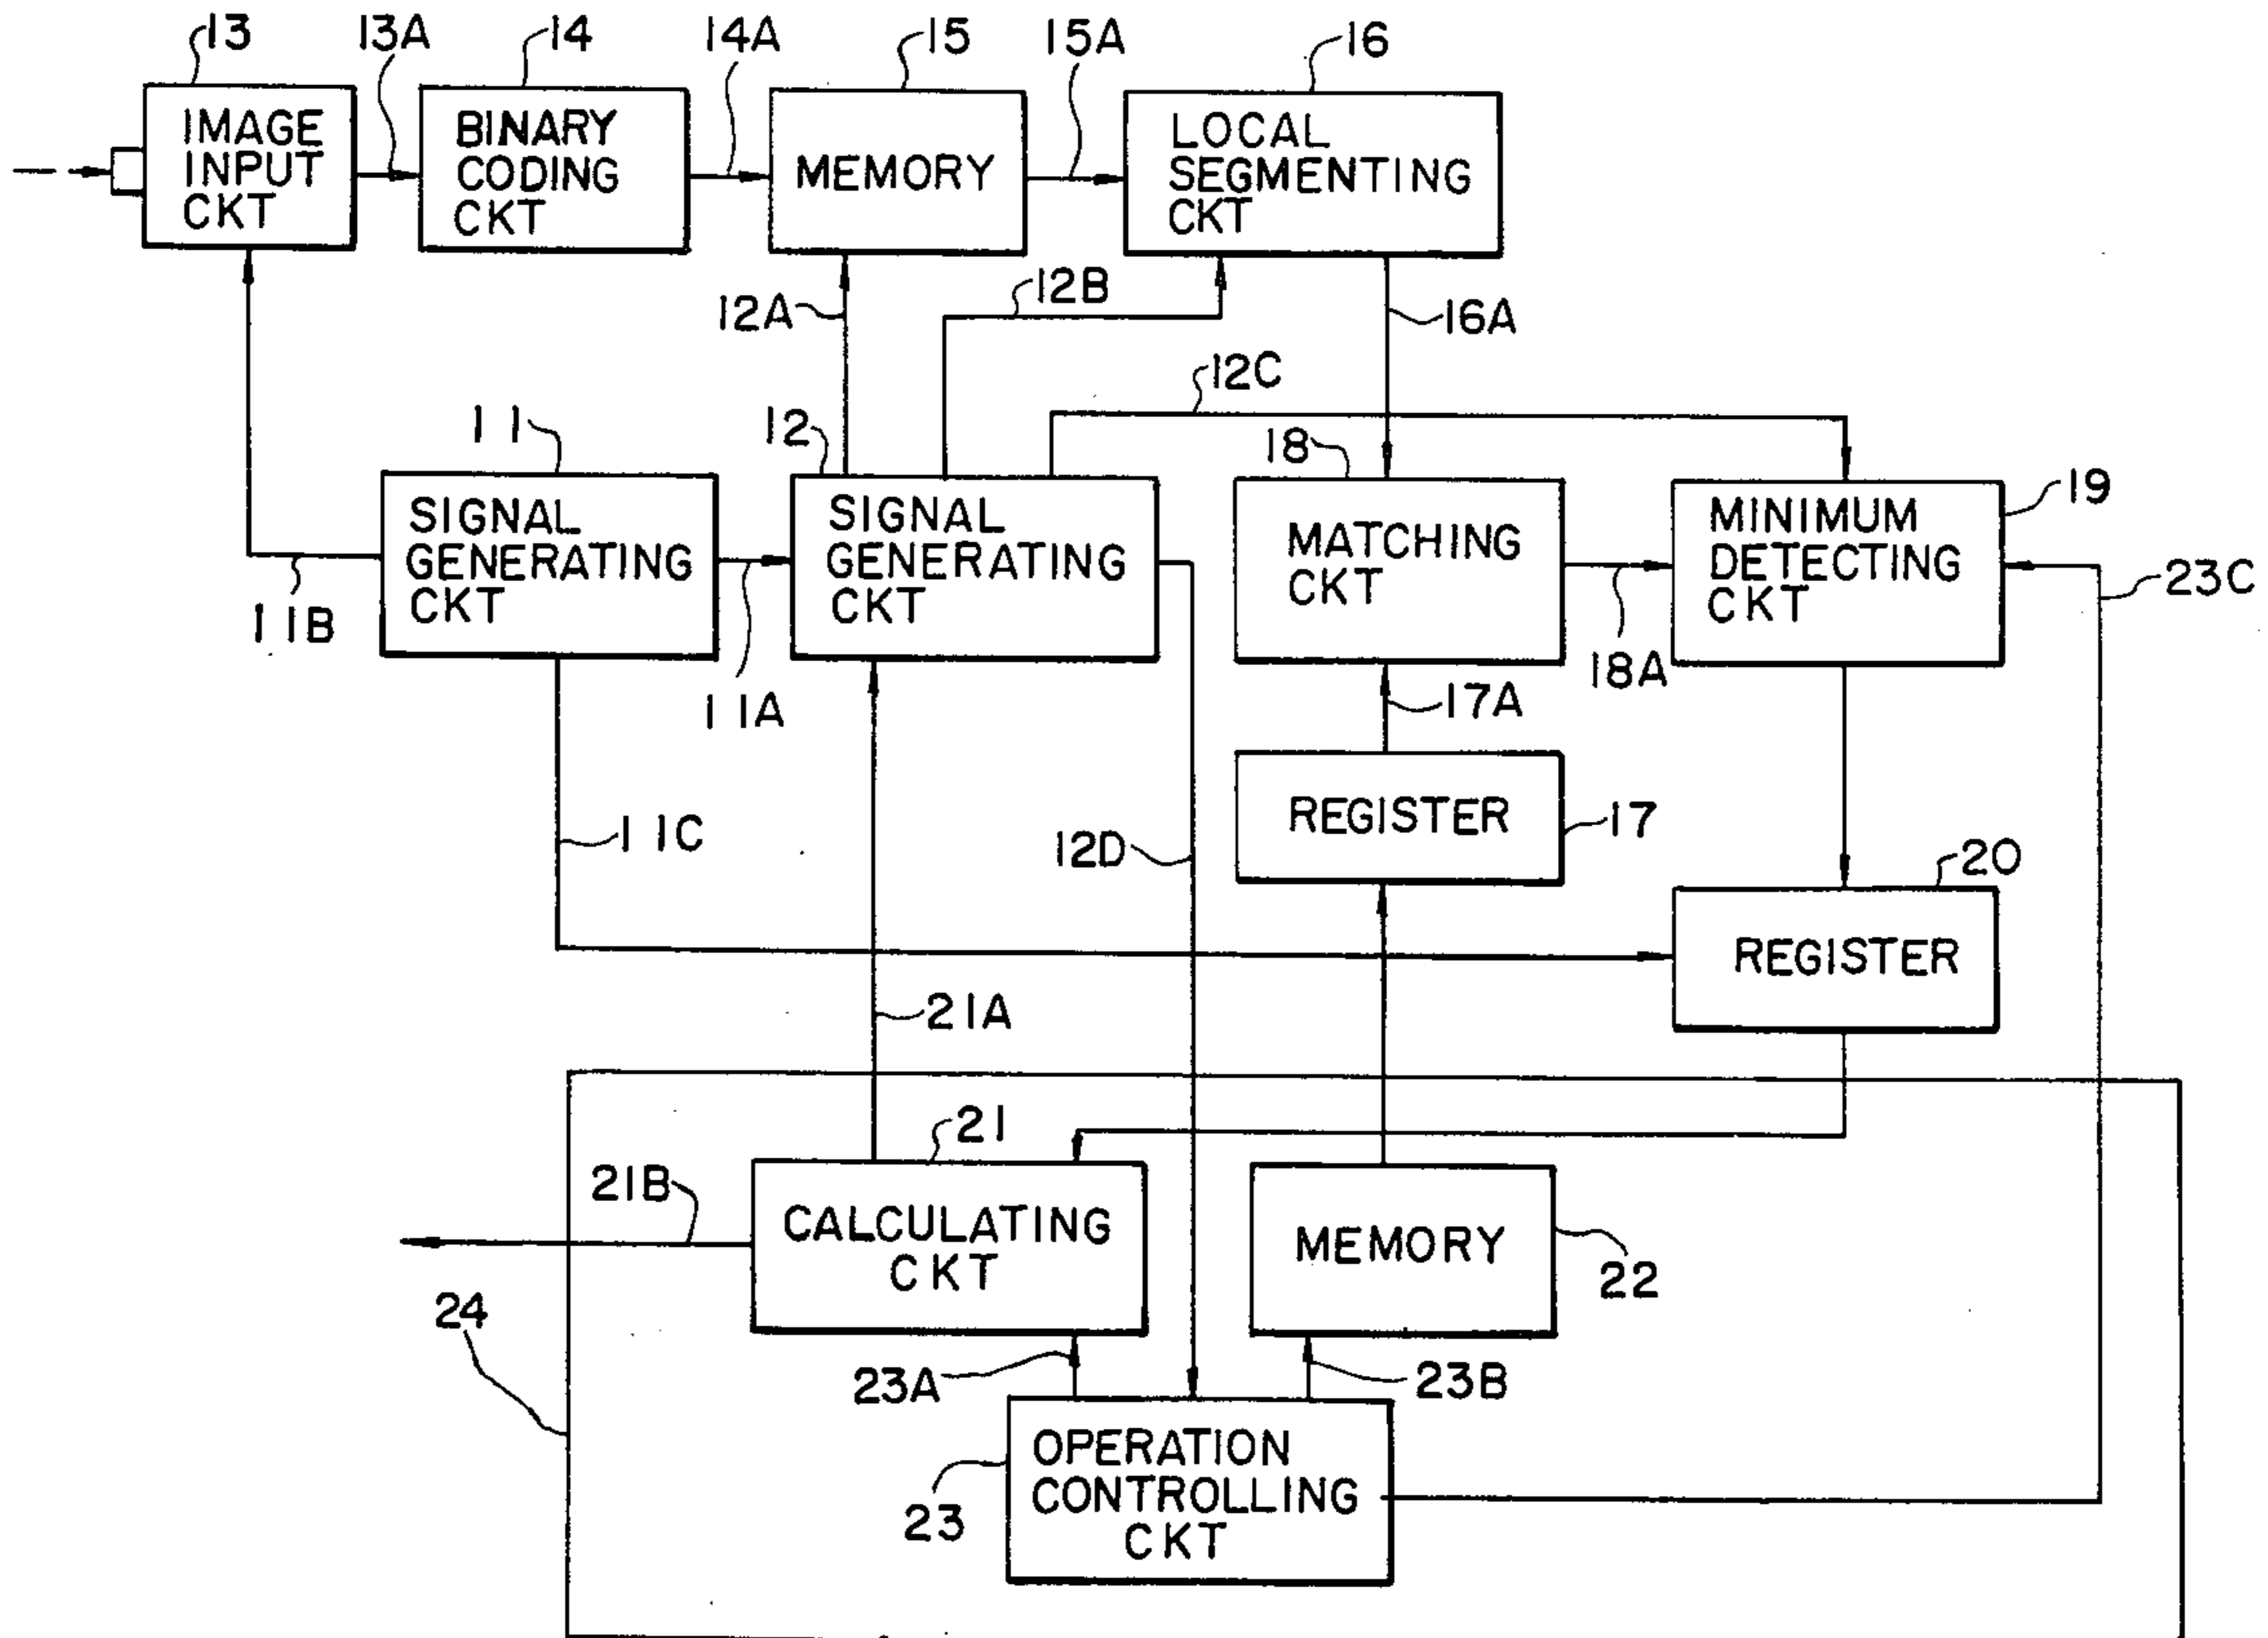 13
13A
14
14A
15
15A
16
IMAGE
INPUT
CKT
BINARY
CODING
CKT
MEMORY
LOCAL
SEGMENTING
CKT
12A
12B
16A
12C
11
12
18
19
SIGNAL
GENERATING
CKT
SIGNAL
GENERATING
CKT
MATCHING
CKT
MINIMUM
DETECTING
CKT
23C
11B
11A
18A
17A
REGISTER
17
11C
12D
20
REGISTER
21A
21
21B
CALCULATING
CKT
MEMORY
22
24
23A
23B
OPERATION
CONTROLLING
CKT
23